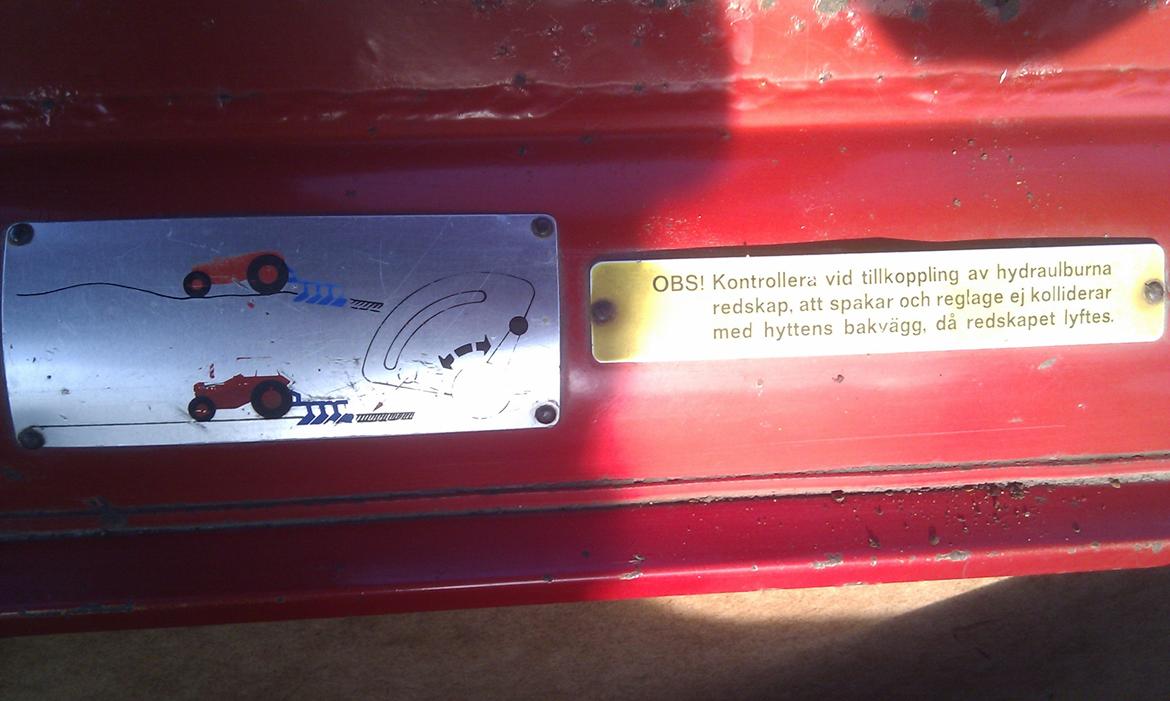 OBS! Kontrollera vid tillkoppling av hydraulburna
redskap, att spakar och reglage ej kolliderar
med hyttens bakvägg, då redskapet lyftes.